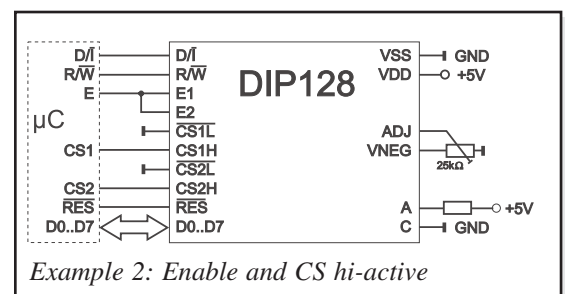 D/I̅ D/I̅ VSS GND
R/W̅ R/W̅ VDD +5V
DIP128
E E1
E2
µC
CS1L ADJ
CS1 CS1H VNEG
CS2L 25kΩ
CS2 CS2H
RES RES A +5V
D0..D7 D0..D7 C GND
Example 2: Enable and CS hi-active